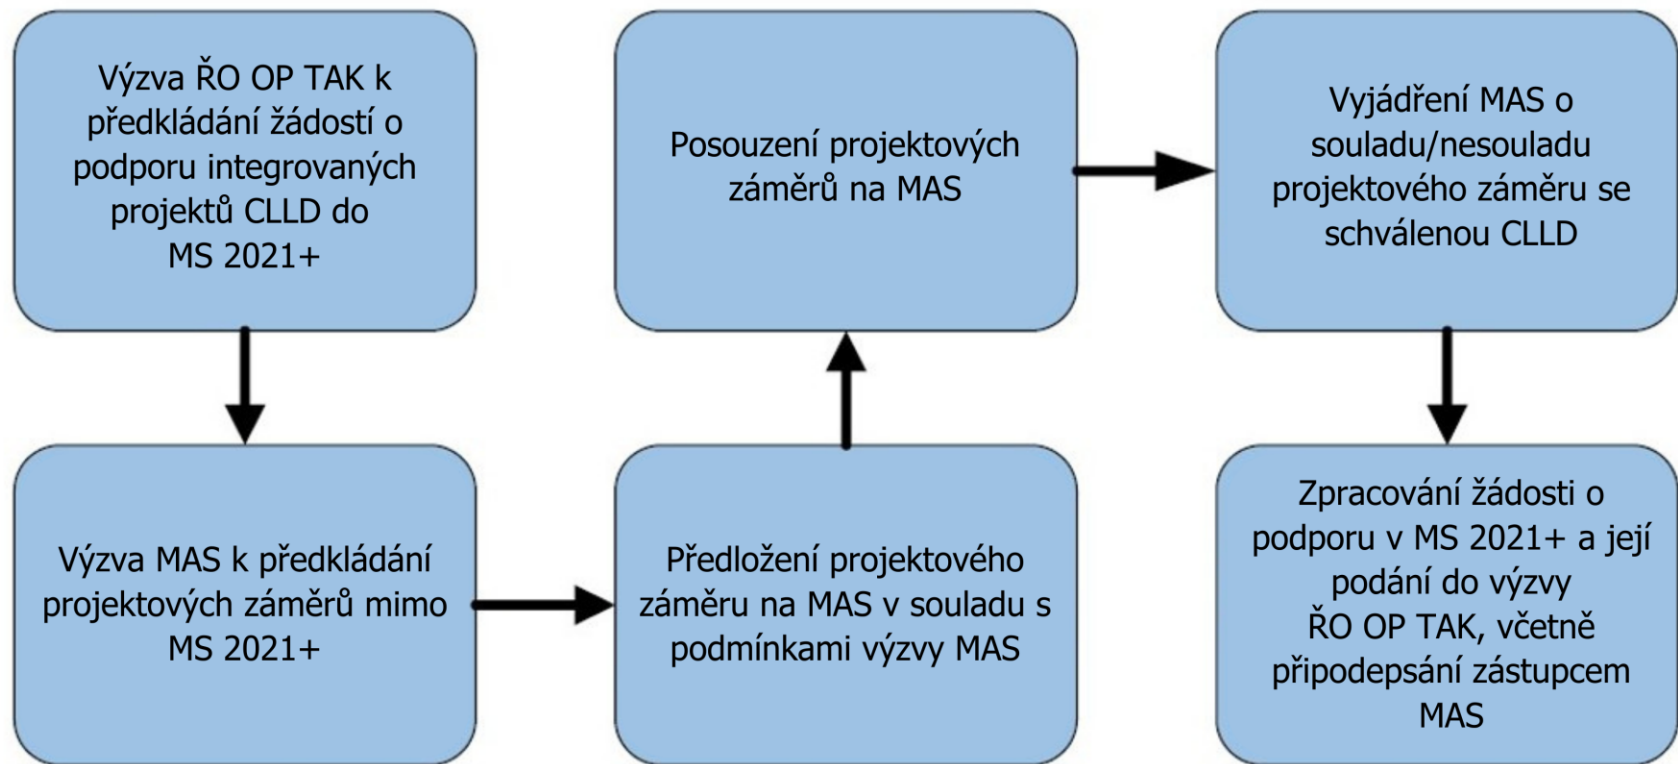 Výzva ŘO OP TAK k
předkládání žádostí o
podporu integrovaných
projektů CLLD do
MS 2021+
Výzva MAS k předkládání
projektových záměrů mimo
MS 2021+
Předložení projektového
záměru na MAS v souladu s
podmínkami výzvy MAS
Posouzení projektových
záměrů na MAS
Vyjádření MAS o
souladu/nesouladu
projektového záměru se
schválenou CLLD
Zpracování žádosti o
podporu v MS 2021+ a její
podání do výzvy
ŘO OP TAK, včetně
připodepsání zástupcem
MAS